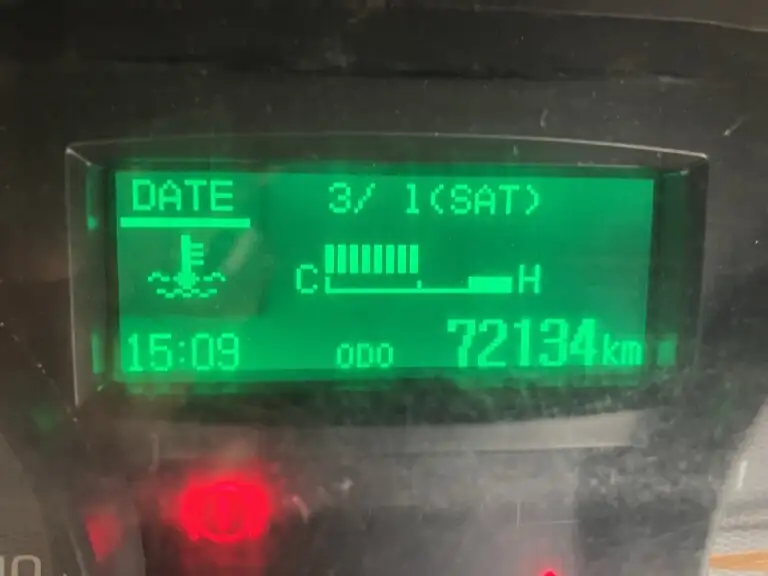 DATE 3/ 1(SAT)
C H
15:09 ODO 72134km